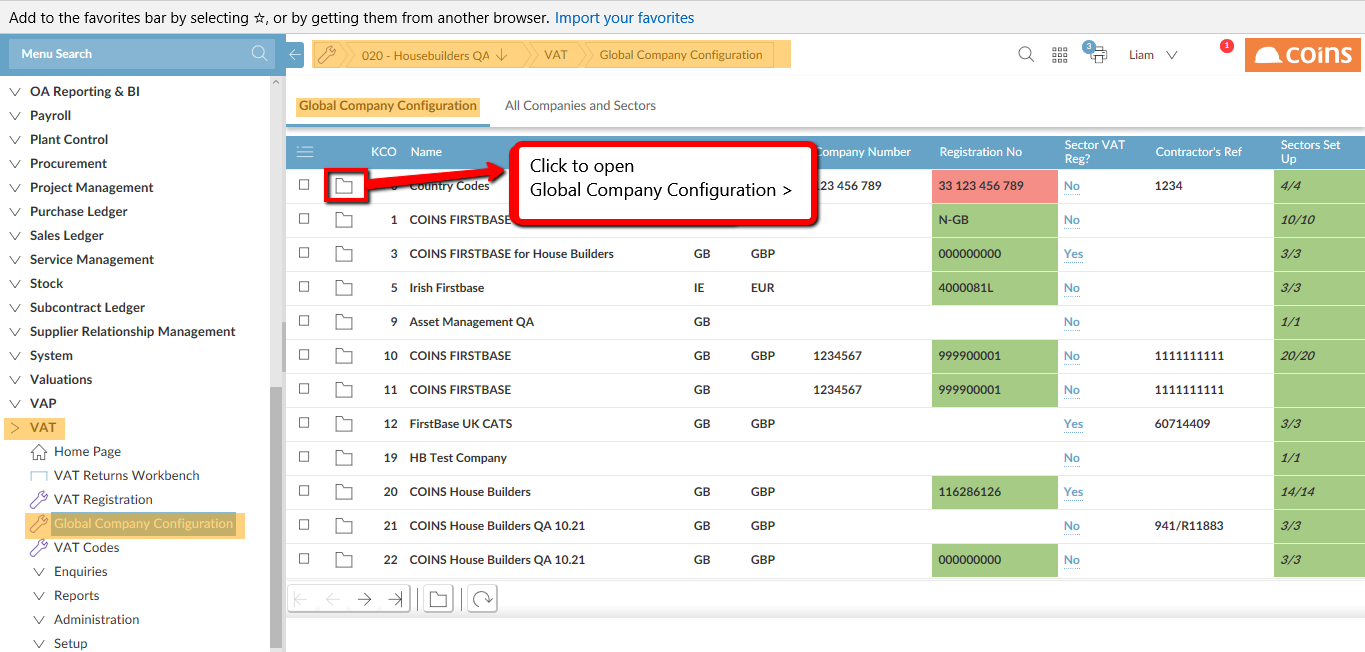 Add to the favorites bar by selecting ☆, or by getting them from another browser. Import your favorites
Menu Search
020 - Housebuilders QA VAT Global Company Configuration
3
Liam
1
coins
OA Reporting & BI
Payroll
Plant Control
Procurement
Project Management
Purchase Ledger
Sales Ledger
Service Management
Stock
Subcontract Ledger
Supplier Relationship Management
System
Valuations
VAP
VAT
Home Page
VAT Returns Workbench
VAT Registration
Global Company Configuration
VAT Codes
Enquiries
Reports
Administration
Setup
Global Company Configuration All Companies and Sectors
KCO Name Company Number Registration No Sector VAT Reg? Contractor's Ref Sectors Set Up
Click to open
Global Company Configuration >
Country Codes 123 456 789 33 123 456 789 No 1234 4/4
1 COINS FIRSTBASE N-GB No 10/10
3 COINS FIRSTBASE for House Builders GB GBP 000000000 Yes 3/3
5 Irish Firstbase IE EUR 4000081L No 3/3
9 Asset Management QA GB No 1/1
10 COINS FIRSTBASE GB GBP 1234567 999900001 No 1111111111 20/20
11 COINS FIRSTBASE GB 1234567 999900001 No 1111111111
12 FirstBase UK CATS GB GBP Yes 60714409 3/3
19 HB Test Company No 1/1
20 COINS House Builders GB GBP 116286126 Yes 14/14
21 COINS House Builders QA 10.21 GB GBP No 941/R11883 3/3
22 COINS House Builders QA 10.21 GB GBP 000000000 No 3/3